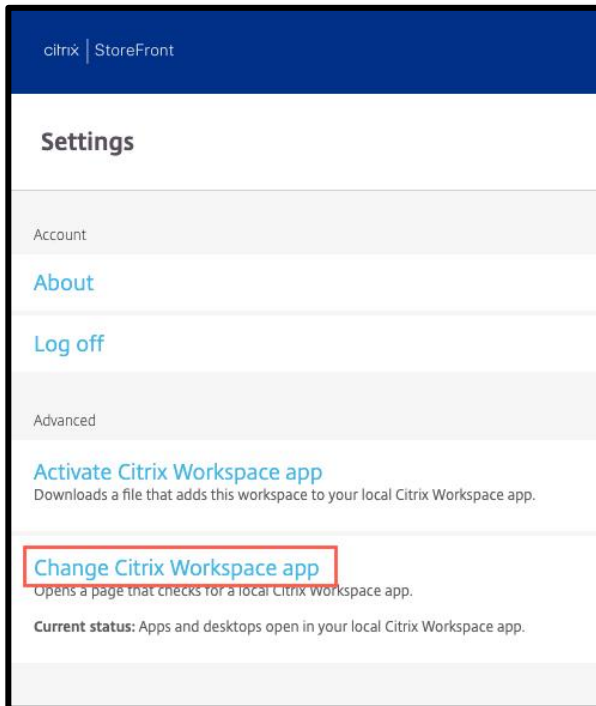 citrix | StoreFront
Settings
Account
About
Log off
Advanced
Activate Citrix Workspace app
Downloads a file that adds this workspace to your local Citrix Workspace app.
Change Citrix Workspace app
Opens a page that checks for a local Citrix Workspace app.
Current status: Apps and desktops open in your local Citrix Workspace app.